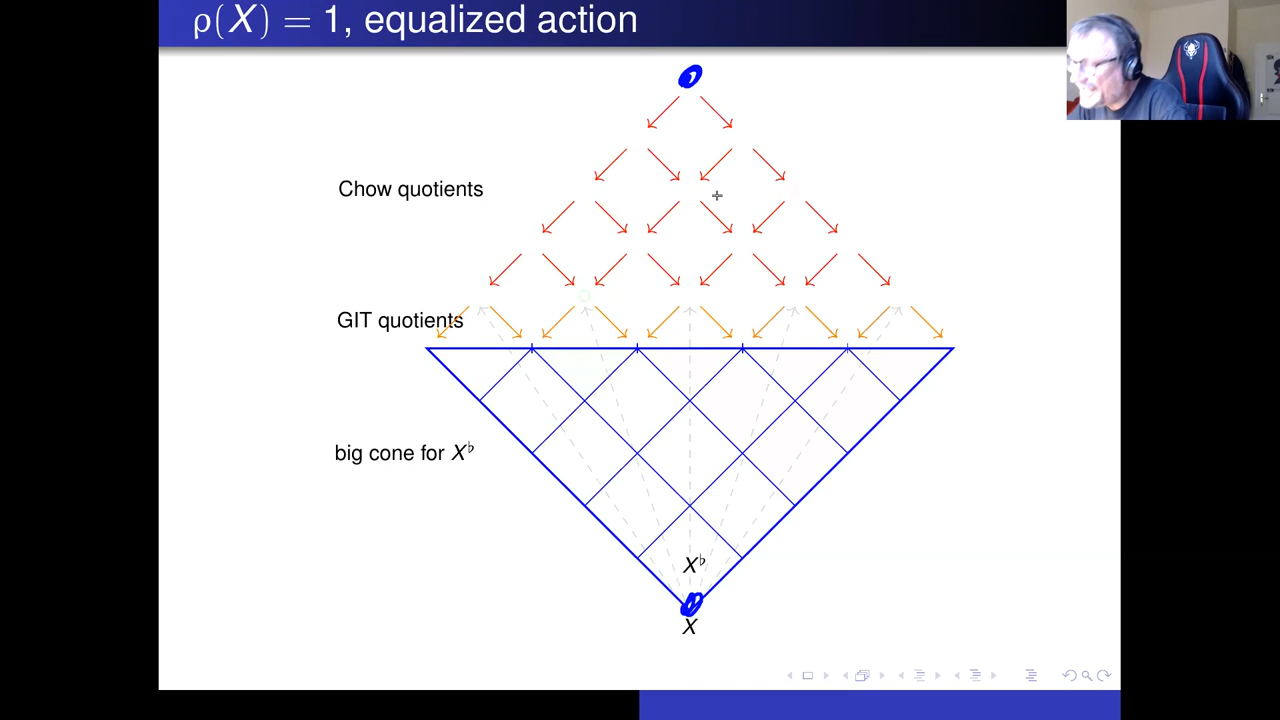 ρ(X) = 1, equalized action
Chow quotients
GIT quotients
big cone for X♭
X♭
X